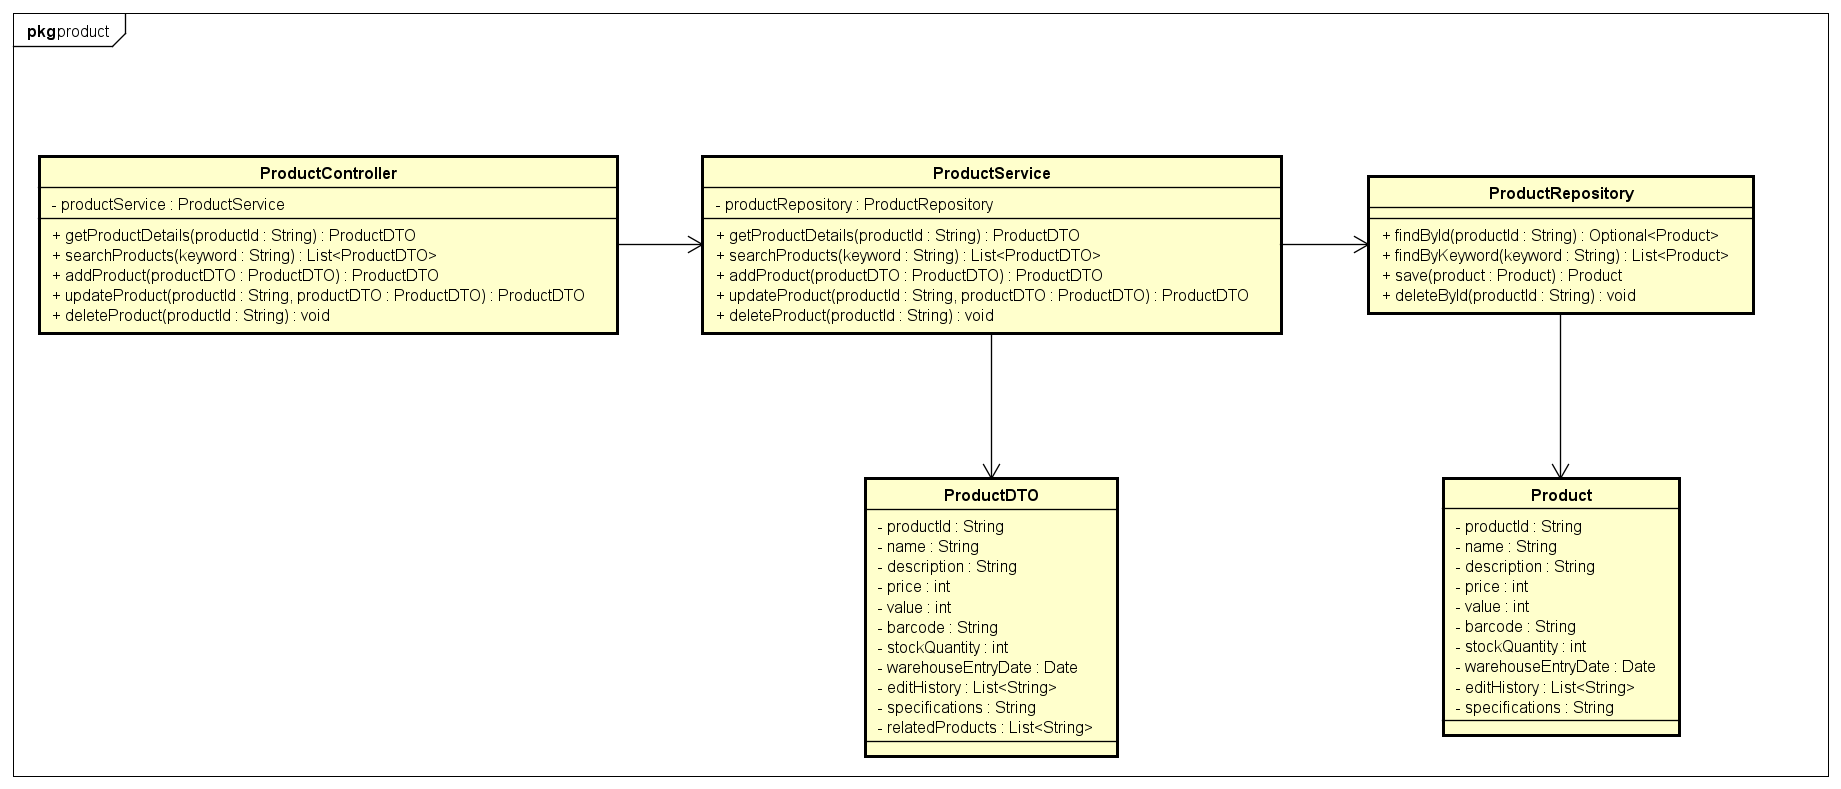 pkg product
ProductController
- productService : ProductService
+ getProductDetails(productId : String) : ProductDTO
+ searchProducts(keyword : String) : List<ProductDTO>
+ addProduct(productDTO : ProductDTO) : ProductDTO
+ updateProduct(productId : String, productDTO : ProductDTO) : ProductDTO
+ deleteProduct(productId : String) : void
ProductService
- productRepository : ProductRepository
+ getProductDetails(productId : String) : ProductDTO
+ searchProducts(keyword : String) : List<ProductDTO>
+ addProduct(productDTO : ProductDTO) : ProductDTO
+ updateProduct(productId : String, productDTO : ProductDTO) : ProductDTO
+ deleteProduct(productId : String) : void
ProductRepository
+ findById(productId : String) : Optional<Product>
+ findByKeyword(keyword : String) : List<Product>
+ save(product : Product) : Product
+ deleteById(productId : String) : void
ProductDTO
- productId : String
- name : String
- description : String
- price : int
- value : int
- barcode : String
- stockQuantity : int
- warehouseEntryDate : Date
- editHistory : List<String>
- specifications : String
- relatedProducts : List<String>
Product
- productId : String
- name : String
- description : String
- price : int
- value : int
- barcode : String
- stockQuantity : int
- warehouseEntryDate : Date
- editHistory : List<String>
- specifications : String